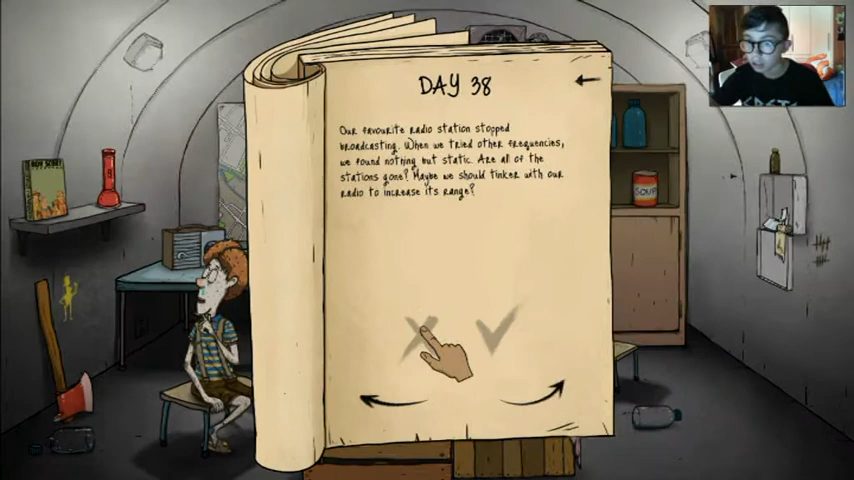 DAY 38
Our favourite radio station stopped
broadcasting. When we tried other frequencies,
we found nothing but static. Are all of the
stations gone? Maybe we should tinker with our
radio to increase its range?
BOY SCOUT
SOUP